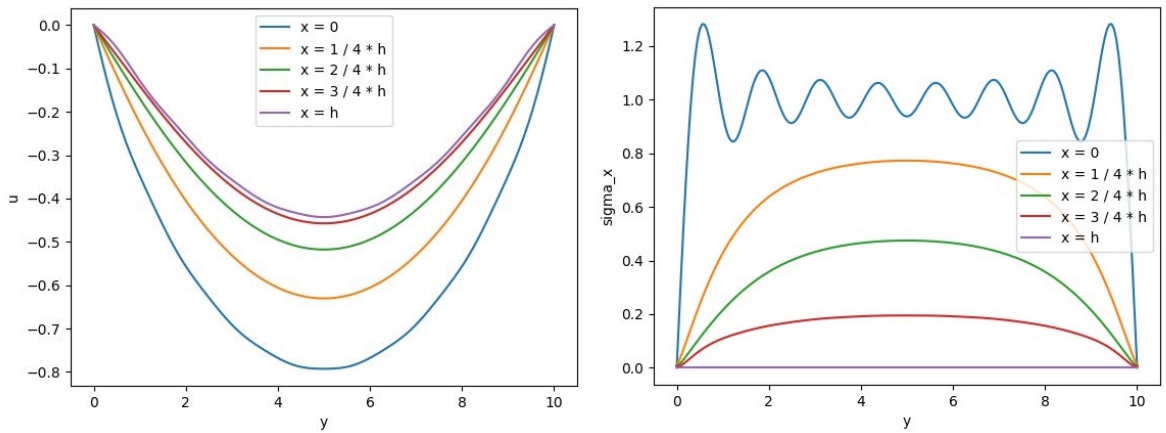 0.0
−0.1
−0.2
−0.3
−0.4
−0.5
−0.6
−0.7
−0.8
u
0 2 4 6 8 10
y
x = 0
x = 1 / 4 * h
x = 2 / 4 * h
x = 3 / 4 * h
x = h
1.2
1.0
0.8
0.6
0.4
0.2
0.0
sigma_x
0 2 4 6 8 10
y
x = 0
x = 1 / 4 * h
x = 2 / 4 * h
x = 3 / 4 * h
x = h